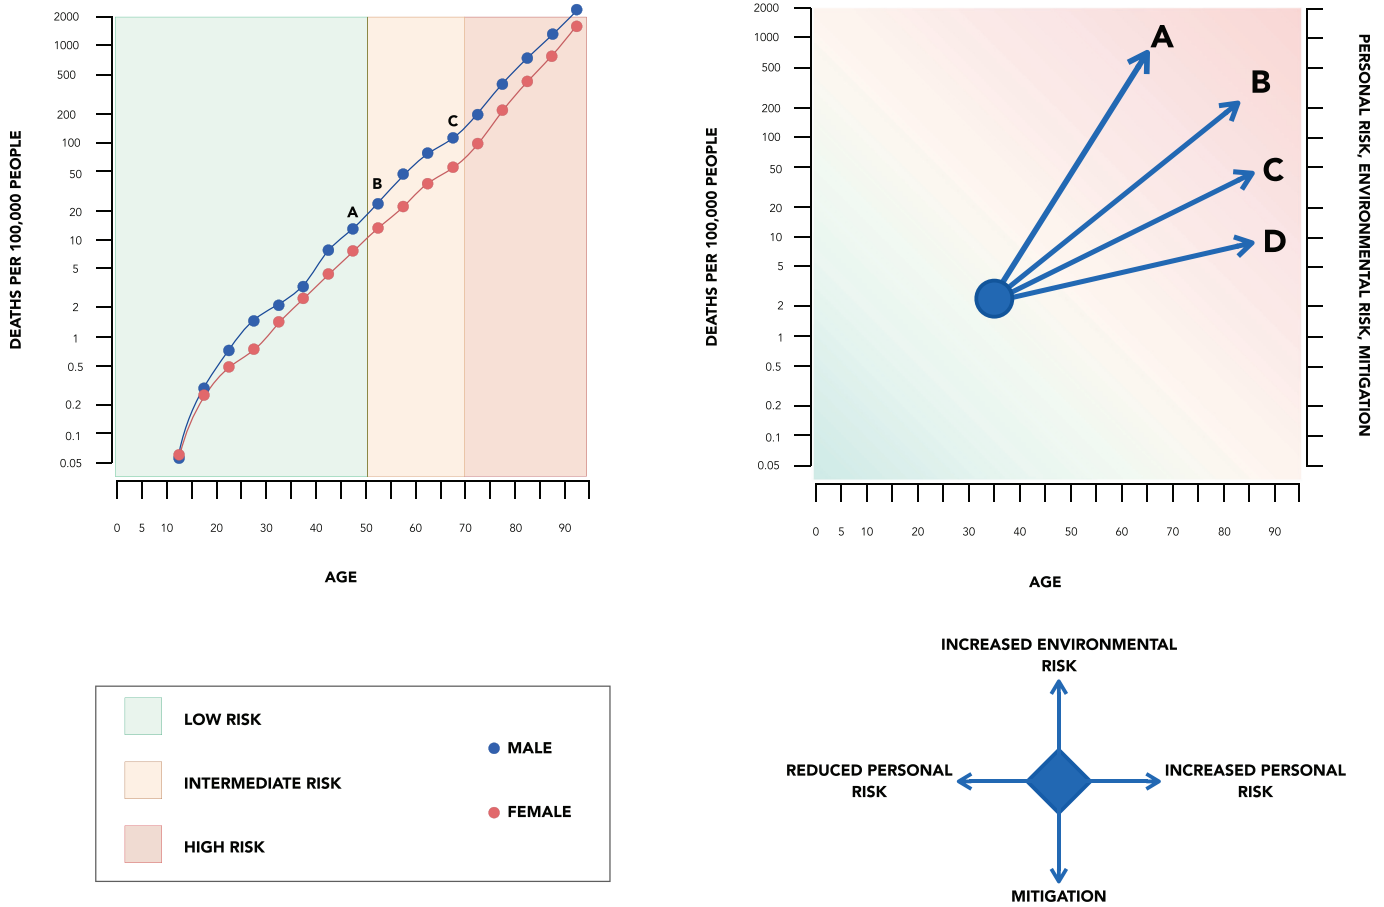 DEATHS PER 100,000 PEOPLE
2000
1000
500
200
100
50
20
10
5
2
1
0.5
0.2
0.1
0.05
A
B
C
0 5 10 20 30 40 50 60 70 80 90
AGE
DEATHS PER 100,000 PEOPLE
2000
1000
500
200
100
50
20
10
5
2
1
0.5
0.2
0.1
0.05
A
B
C
D
PERSONAL RISK, ENVIRONMENTAL RISK, MITIGATION
0 5 10 20 30 40 50 60 70 80 90
AGE
LOW RISK
INTERMEDIATE RISK
HIGH RISK
MALE
FEMALE
INCREASED ENVIRONMENTAL
RISK
REDUCED PERSONAL
RISK
INCREASED PERSONAL
RISK
MITIGATION